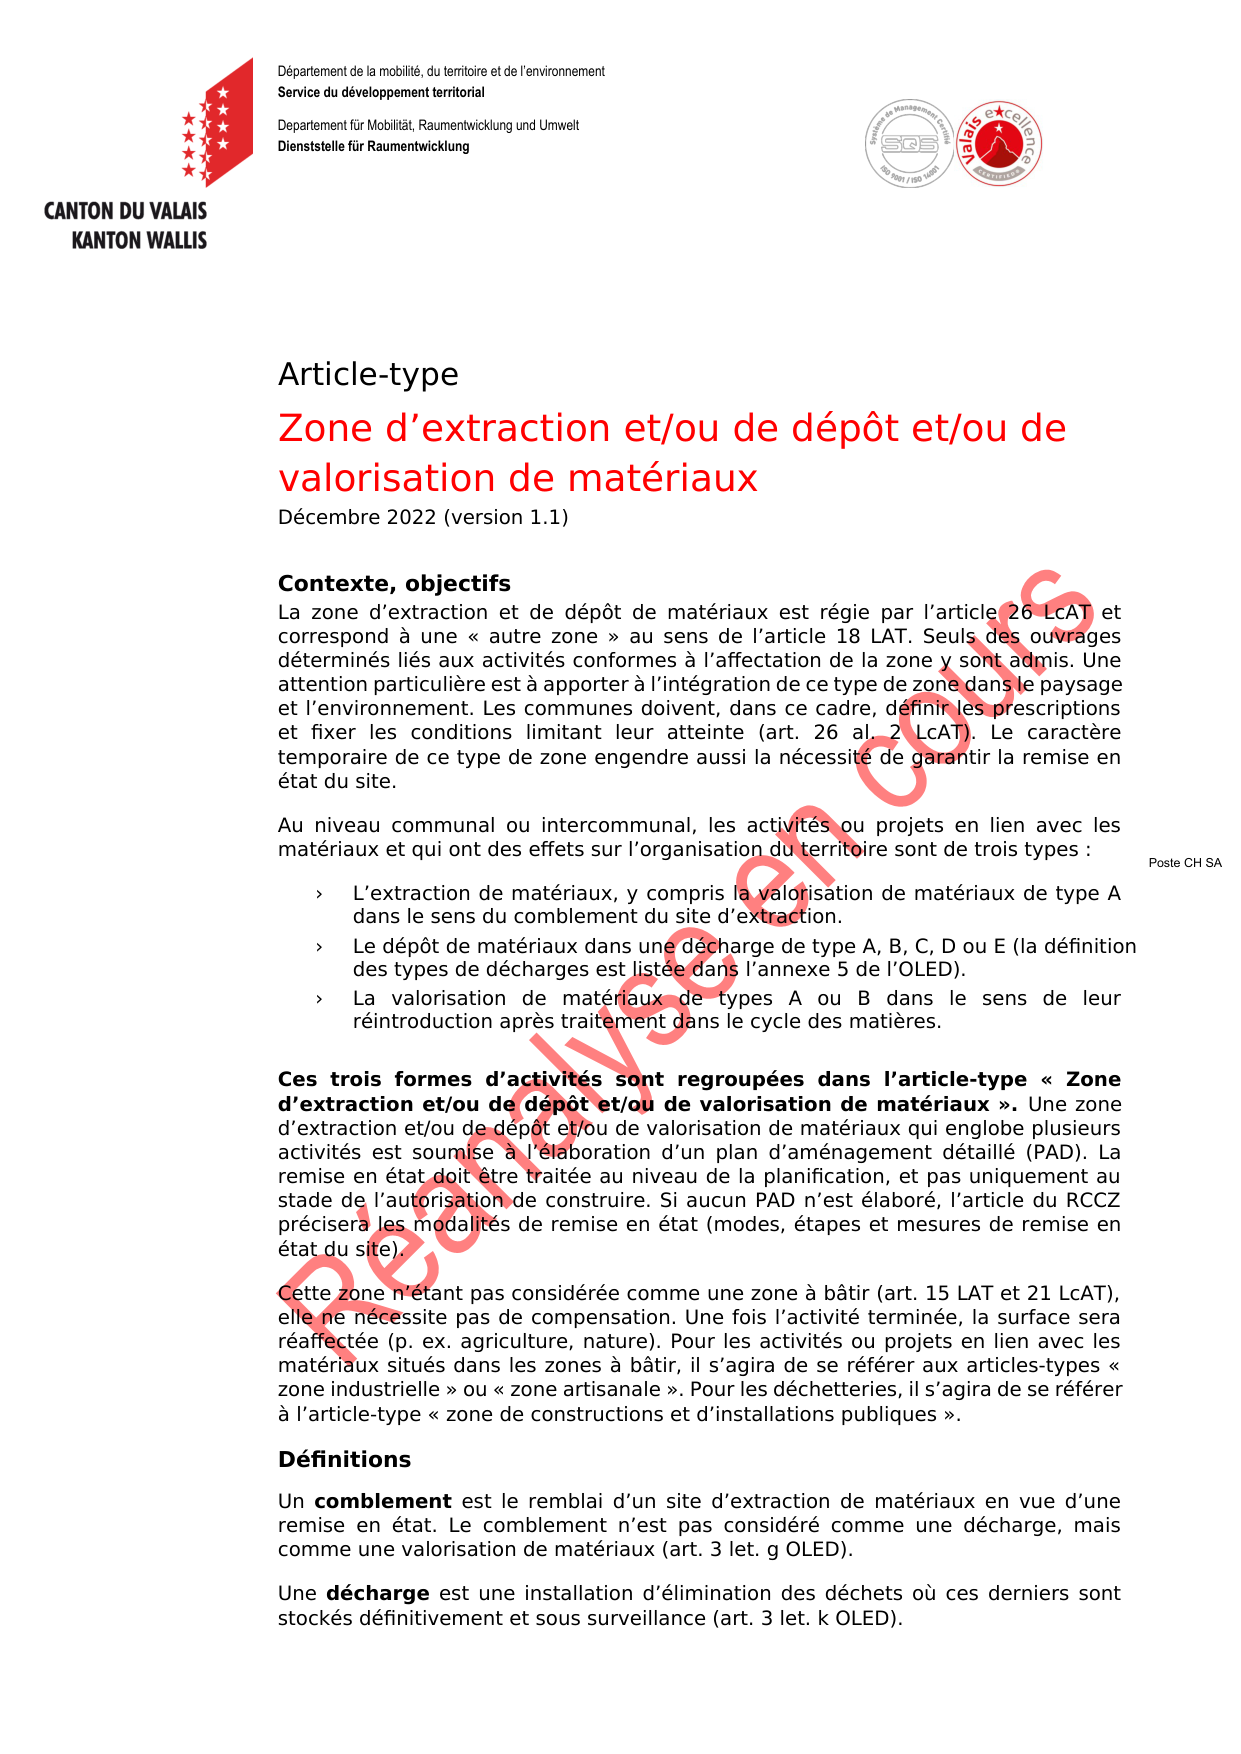 Département de la mobilité, du territoire et de l’environnement
Service du développement territorial
Departement für Mobilität, Raumentwicklung und Umwelt
Dienststelle für Raumentwicklung
Système de Management Certifié
SQS
ISO 9001 / ISO 14001
valais excellence
CERTIFIED
CANTON DU VALAIS
KANTON WALLIS
Article-type
Zone d’extraction et/ou de dépôt et/ou de
valorisation de matériaux
Décembre 2022 (version 1.1)
Contexte, objectifs
La zone d’extraction et de dépôt de matériaux est régie par l’article 26 LcAT et
correspond à une « autre zone » au sens de l’article 18 LAT. Seuls des ouvrages
déterminés liés aux activités conformes à l’affectation de la zone y sont admis. Une
attention particulière est à apporter à l’intégration de ce type de zone dans le paysage
et l’environnement. Les communes doivent, dans ce cadre, définir les prescriptions
et fixer les conditions limitant leur atteinte (art. 26 al. 2 LcAT). Le caractère
temporaire de ce type de zone engendre aussi la nécessité de garantir la remise en
état du site.
Au niveau communal ou intercommunal, les activités ou projets en lien avec les
matériaux et qui ont des effets sur l’organisation du territoire sont de trois types :
Poste CH SA
› L’extraction de matériaux, y compris la valorisation de matériaux de type A
dans le sens du comblement du site d’extraction.
› Le dépôt de matériaux dans une décharge de type A, B, C, D ou E (la définition
des types de décharges est listée dans l’annexe 5 de l’OLED).
› La valorisation de matériaux de types A ou B dans le sens de leur
réintroduction après traitement dans le cycle des matières.
Ces trois formes d’activités sont regroupées dans l’article-type « Zone
d’extraction et/ou de dépôt et/ou de valorisation de matériaux ». Une zone
d’extraction et/ou de dépôt et/ou de valorisation de matériaux qui englobe plusieurs
activités est soumise à l’élaboration d’un plan d’aménagement détaillé (PAD). La
remise en état doit être traitée au niveau de la planification, et pas uniquement au
stade de l’autorisation de construire. Si aucun PAD n’est élaboré, l’article du RCCZ
précisera les modalités de remise en état (modes, étapes et mesures de remise en
état du site).
Cette zone n’étant pas considérée comme une zone à bâtir (art. 15 LAT et 21 LcAT),
elle ne nécessite pas de compensation. Une fois l’activité terminée, la surface sera
réaffectée (p. ex. agriculture, nature). Pour les activités ou projets en lien avec les
matériaux situés dans les zones à bâtir, il s’agira de se référer aux articles-types «
zone industrielle » ou « zone artisanale ». Pour les déchetteries, il s’agira de se référer
à l’article-type « zone de constructions et d’installations publiques ».
Définitions
Un comblement est le remblai d’un site d’extraction de matériaux en vue d’une
remise en état. Le comblement n’est pas considéré comme une décharge, mais
comme une valorisation de matériaux (art. 3 let. g OLED).
Une décharge est une installation d’élimination des déchets où ces derniers sont
stockés définitivement et sous surveillance (art. 3 let. k OLED).
Réanalyse en cours